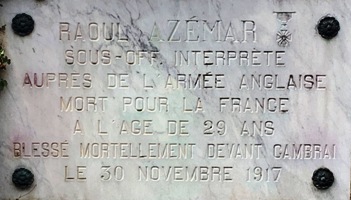 RAOUL AZÉMAR
SOUS-OFF. INTERPRÈTE
AUPRÈS DE L'ARMÉE ANGLAISE
MORT POUR LA FRANCE
A L'AGE DE 29 ANS
BLESSÉ MORTELLEMENT DEVANT CAMBRAI
LE 30 NOVEMBRE 1917